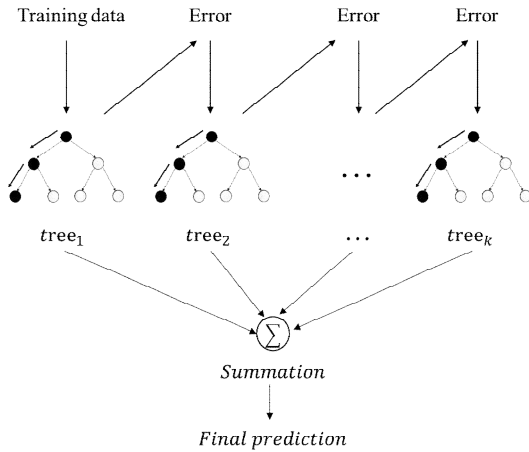 Training data Error Error Error
... 
tree₁ tree₂ ... treeₖ
∑
Summation
Final prediction